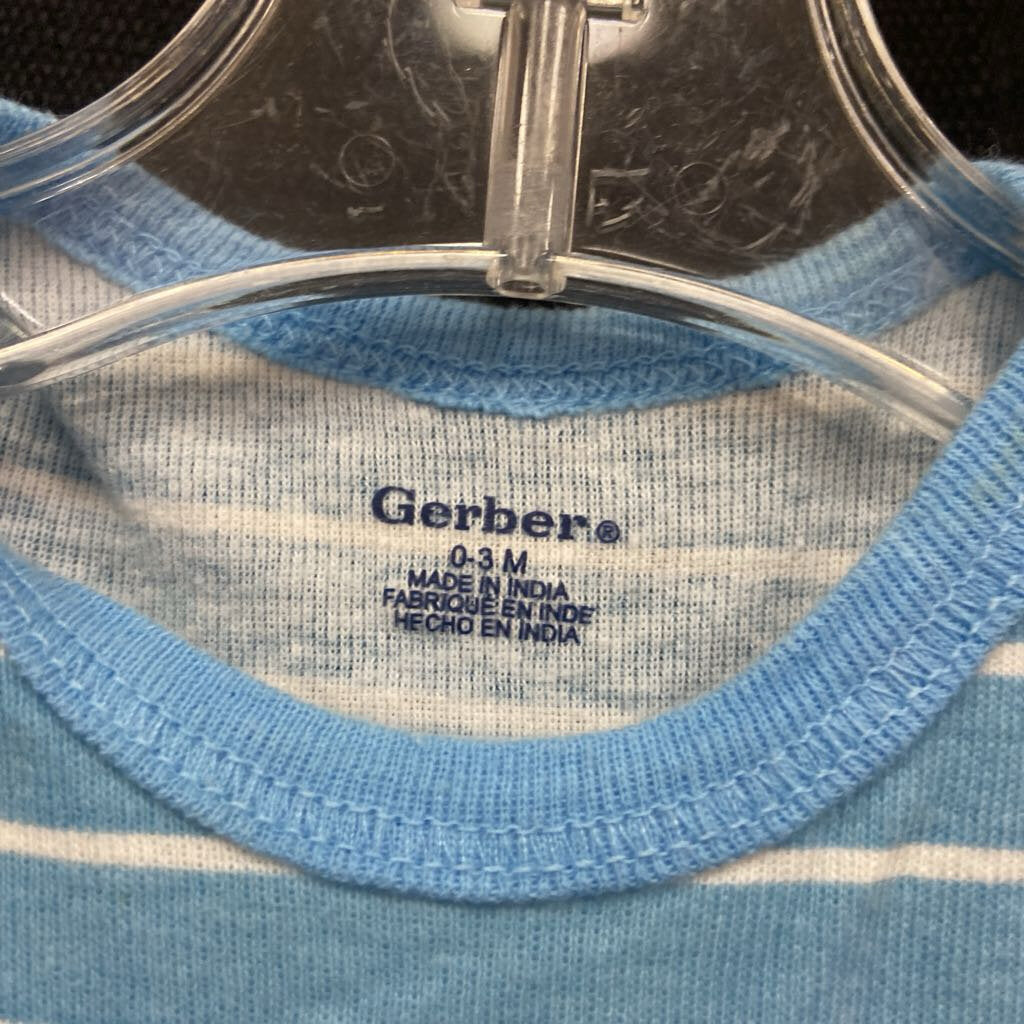 Gerber®
0-3 M
MADE IN INDIA
FABRIQUÉ EN INDE
HECHO EN INDIA